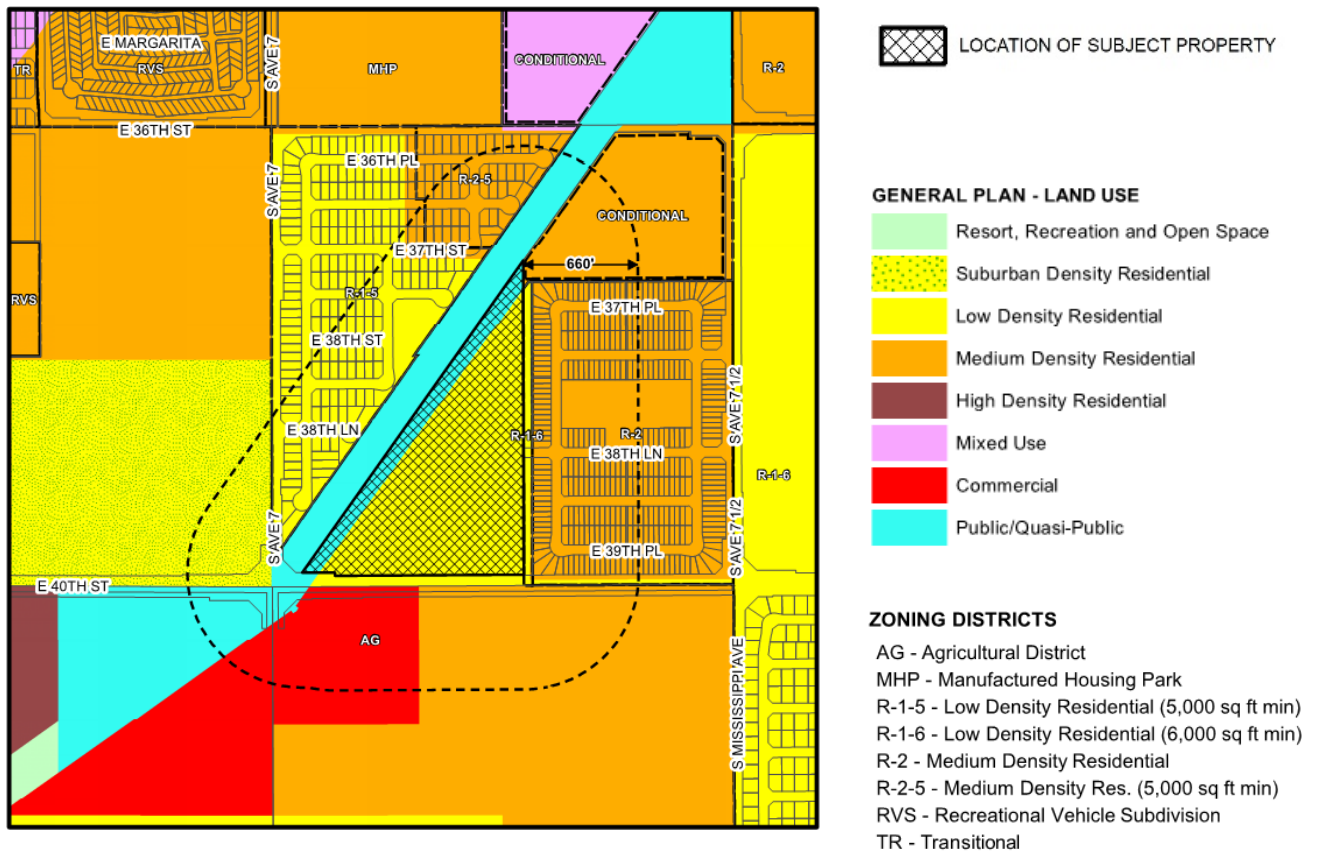 E MARGARITA
RVS
TR
S AVE 7
MHP
CONDITIONAL
R-2
E 36TH ST
E 36TH PL
S AVE 7
R-2-5
CONDITIONAL
E 37TH ST
660'
RVS
R-1-5
E 37TH PL
E 38TH ST
S AVE 7 1/2
E 38TH LN
R-1-6
R-2
E 38TH LN
R-1-6
S AVE 7
S AVE 7 1/2
E 39TH PL
E 40TH ST
AG
S MISSISSIPPI AVE
LOCATION OF SUBJECT PROPERTY
GENERAL PLAN - LAND USE
Resort, Recreation and Open Space
Suburban Density Residential
Low Density Residential
Medium Density Residential
High Density Residential
Mixed Use
Commercial
Public/Quasi-Public
ZONING DISTRICTS
AG - Agricultural District
MHP - Manufactured Housing Park
R-1-5 - Low Density Residential (5,000 sq ft min)
R-1-6 - Low Density Residential (6,000 sq ft min)
R-2 - Medium Density Residential
R-2-5 - Medium Density Res. (5,000 sq ft min)
RVS - Recreational Vehicle Subdivision
TR - Transitional